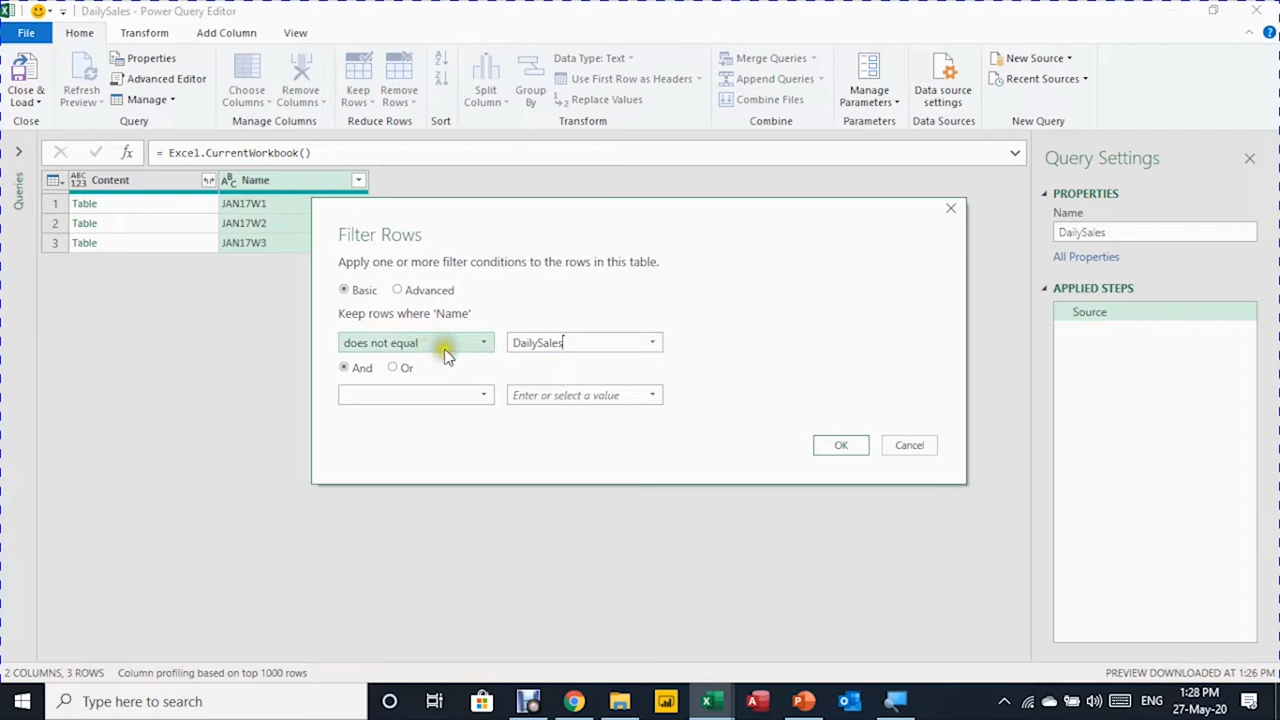 DailySales - Power Query Editor
File Home Transform Add Column View
Close & Load
Refresh Preview
Properties
Advanced Editor
Manage
Choose Columns
Remove Columns
Keep Rows
Remove Rows
Split Column
Group By
Data Type: Text
Use First Row as Headers
Replace Values
Merge Queries
Append Queries
Combine Files
Manage Parameters
Data source settings
New Source
Recent Sources
Close Query Manage Columns Reduce Rows Sort Transform Combine Parameters Data Sources New Query
Queries
fx = Excel.CurrentWorkbook()
ABC 123 Content ABC Name
1 Table JAN17W1
2 Table JAN17W2
3 Table JAN17W3
Filter Rows
Apply one or more filter conditions to the rows in this table.
Basic Advanced
Keep rows where 'Name'
does not equal DailySales
And Or
Enter or select a value
OK Cancel
Query Settings
PROPERTIES
Name
DailySales
All Properties
APPLIED STEPS
Source
2 COLUMNS, 3 ROWS Column profiling based on top 1000 rows PREVIEW DOWNLOADED AT 1:26 PM
Type here to search
ENG
1:28 PM
27-May-20